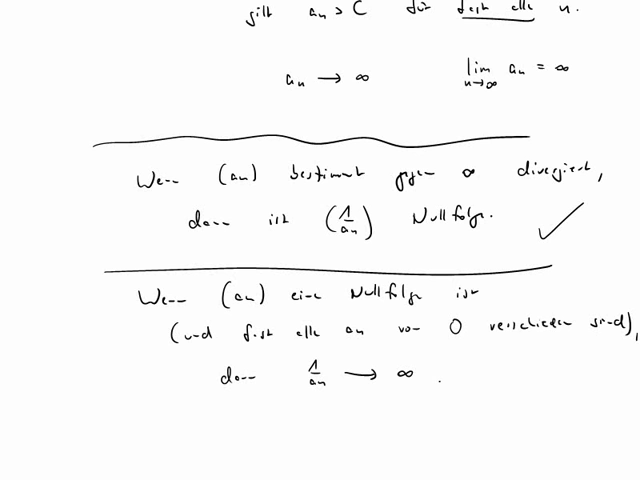 gilt an > C für fast alle n.
an → ∞ lim n→∞ an = ∞
Wenn (an) bestimmt gegen ∞ divergiert,
dann ist (1/an) Nullfolge. ✓
Wenn (an) eine Nullfolge ist
(und fast alle an von 0 verschieden sind),
dann 1/an → ∞ .